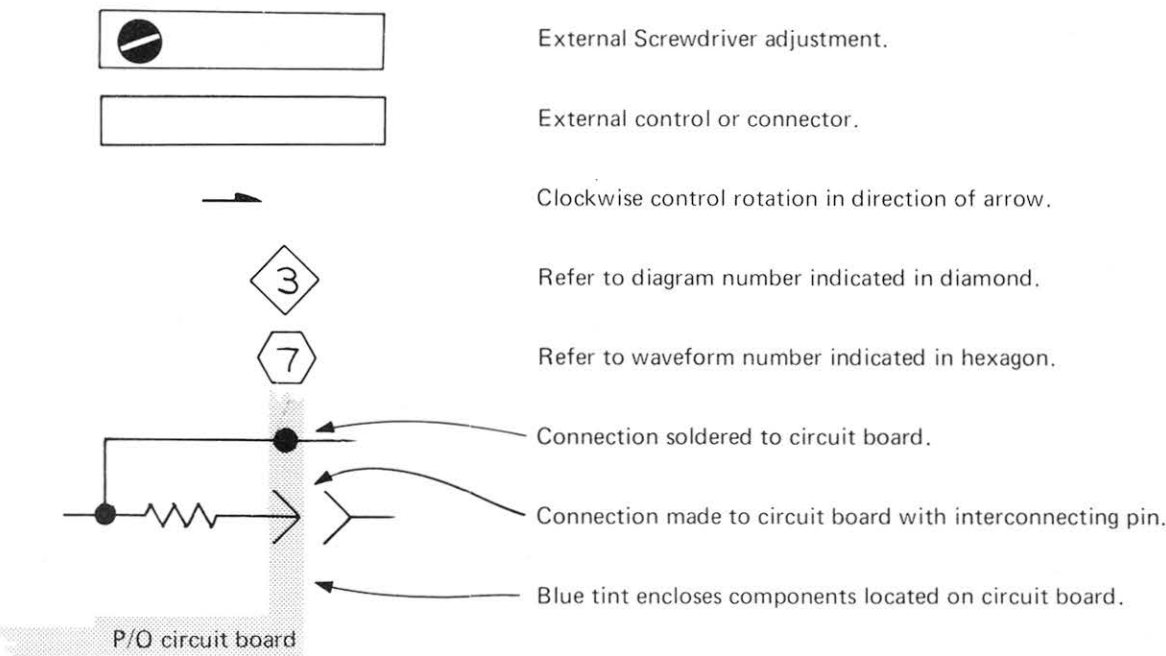 External Screwdriver adjustment.
External control or connector.
Clockwise control rotation in direction of arrow.
3
Refer to diagram number indicated in diamond.
7
Refer to waveform number indicated in hexagon.
Connection soldered to circuit board.
Connection made to circuit board with interconnecting pin.
Blue tint encloses components located on circuit board.
P/O circuit board